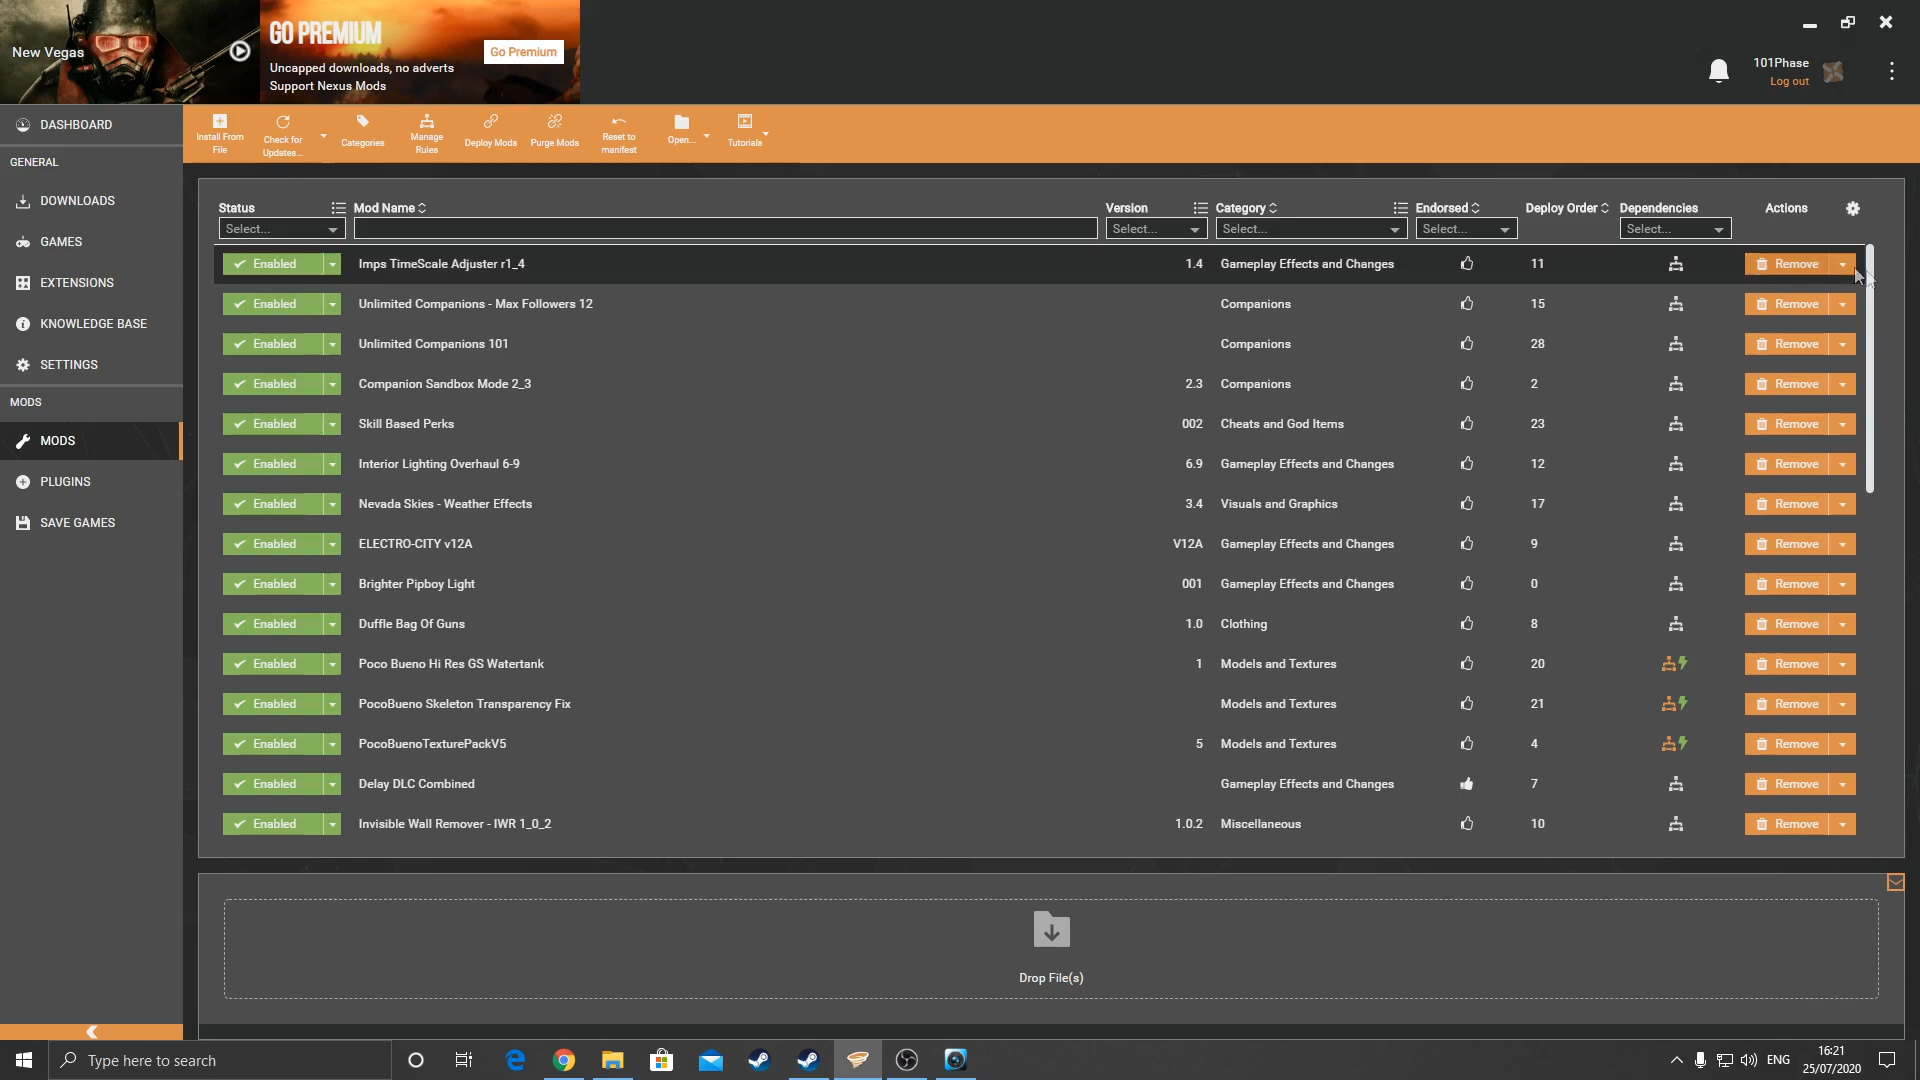 New Vegas
GO PREMIUM
Uncapped downloads, no adverts
Support Nexus Mods
Go Premium
101Phase
Log out
DASHBOARD
GENERAL
DOWNLOADS
GAMES
EXTENSIONS
KNOWLEDGE BASE
SETTINGS
MODS
MODS
PLUGINS
SAVE GAMES
Install From File
Check for Updates...
Categories
Manage Rules
Deploy Mods
Purge Mods
Reset to manifest
Open...
Tutorials
Status Mod Name Version Category Endorsed Deploy Order Dependencies Actions
Select... Select... Select... Select... Select...
Enabled Imps TimeScale Adjuster r1_4 1.4 Gameplay Effects and Changes 11 Remove
Enabled Unlimited Companions - Max Followers 12 Companions 15 Remove
Enabled Unlimited Companions 101 Companions 28 Remove
Enabled Companion Sandbox Mode 2_3 2.3 Companions 2 Remove
Enabled Skill Based Perks 002 Cheats and God Items 23 Remove
Enabled Interior Lighting Overhaul 6-9 6.9 Gameplay Effects and Changes 12 Remove
Enabled Nevada Skies - Weather Effects 3.4 Visuals and Graphics 17 Remove
Enabled ELECTRO-CITY v12A V12A Gameplay Effects and Changes 9 Remove
Enabled Brighter Pipboy Light 001 Gameplay Effects and Changes 0 Remove
Enabled Duffle Bag Of Guns 1.0 Clothing 8 Remove
Enabled Poco Bueno Hi Res GS Watertank 1 Models and Textures 20 Remove
Enabled PocoBueno Skeleton Transparency Fix Models and Textures 21 Remove
Enabled PocoBuenoTexturePackV5 5 Models and Textures 4 Remove
Enabled Delay DLC Combined Gameplay Effects and Changes 7 Remove
Enabled Invisible Wall Remover - IWR 1_0_2 1.0.2 Miscellaneous 10 Remove
Drop File(s)
Type here to search
ENG
16:21
25/07/2020